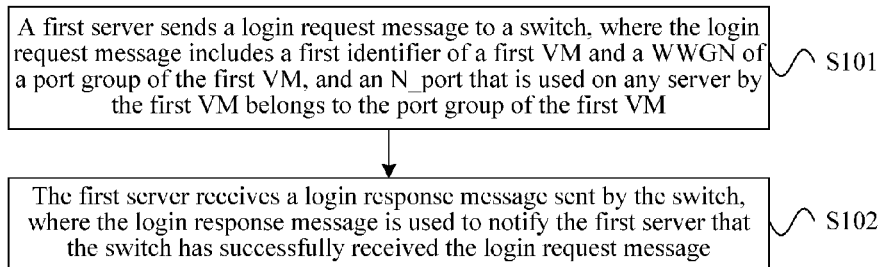 A first server sends a login request message to a switch, where the login
request message includes a first identifier of a first VM and a WWGN of
a port group of the first VM, and an N_port that is used on any server by
the first VM belongs to the port group of the first VM
S101
The first server receives a login response message sent by the switch,
where the login response message is used to notify the first server that
the switch has successfully received the login request message
S102